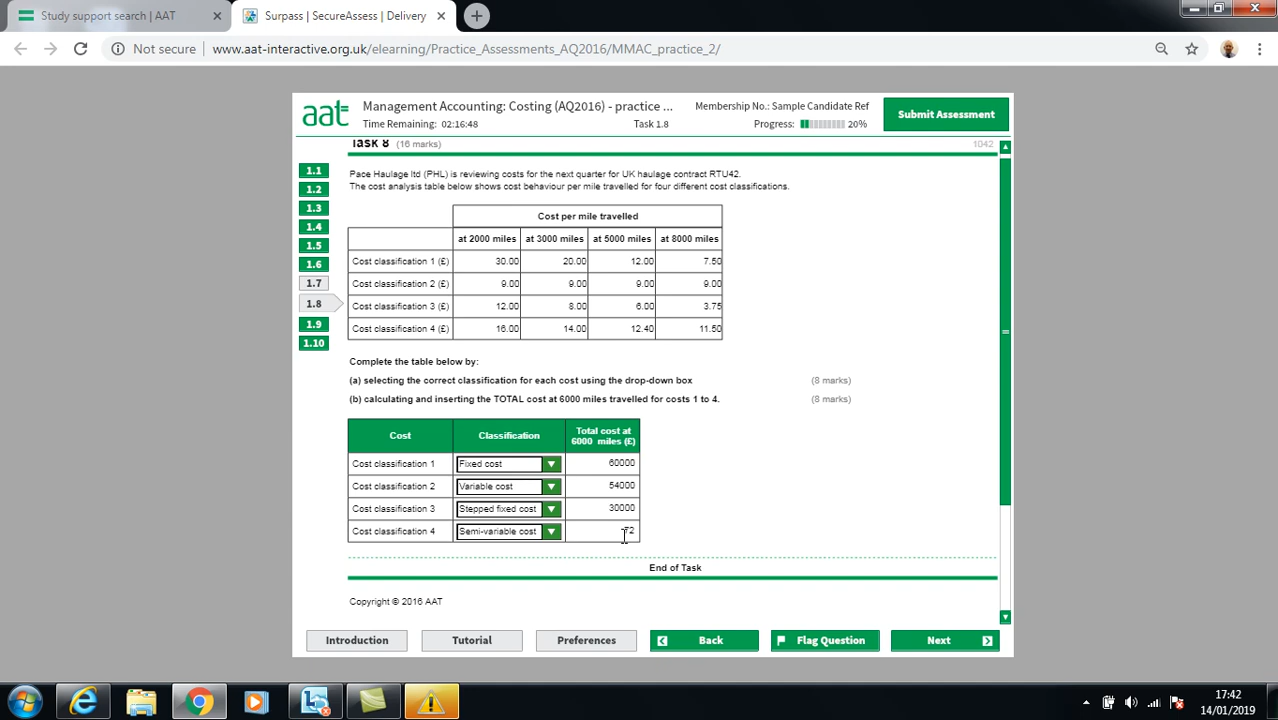 Study support search | AAT
Surpass | SecureAssess | Delivery
Not secure www.aat-interactive.org.uk/elearning/Practice_Assessments_AQ2016/MMAC_practice_2/
aat
Management Accounting: Costing (AQ2016) - practice ...
Membership No.: Sample Candidate Ref
Submit Assessment
Time Remaining: 02:16:48
Task 1.8
Progress: 20%
Task 8 (16 marks)
1042
1.1
1.2
1.3
1.4
1.5
1.6
1.7
1.8
1.9
1.10
Pace Haulage ltd (PHL) is reviewing costs for the next quarter for UK haulage contract RTU42.
The cost analysis table below shows cost behaviour per mile travelled for four different cost classifications.
Cost per mile travelled
at 2000 miles at 3000 miles at 5000 miles at 8000 miles
Cost classification 1 (£) 30.00 20.00 12.00 7.50
Cost classification 2 (£) 9.00 9.00 9.00 9.00
Cost classification 3 (£) 12.00 8.00 6.00 3.75
Cost classification 4 (£) 16.00 14.00 12.40 11.50
Complete the table below by:
(a) selecting the correct classification for each cost using the drop-down box (8 marks)
(b) calculating and inserting the TOTAL cost at 6000 miles travelled for costs 1 to 4. (8 marks)
Cost Classification Total cost at
6000 miles (£)
Cost classification 1 Fixed cost 60000
Cost classification 2 Variable cost 54000
Cost classification 3 Stepped fixed cost 30000
Cost classification 4 Semi-variable cost 72
End of Task
Copyright © 2016 AAT
Introduction
Tutorial
Preferences
Back
Flag Question
Next
17:42
14/01/2019